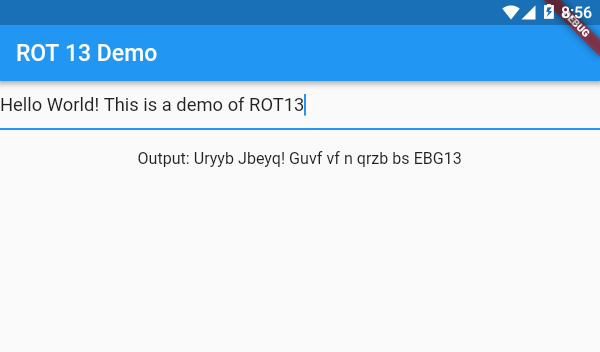 8:56
DEBUG
ROT 13 Demo
Hello World! This is a demo of ROT13
Output: Uryyb Jbeyq! Guvf vf n qrzb bs EBG13